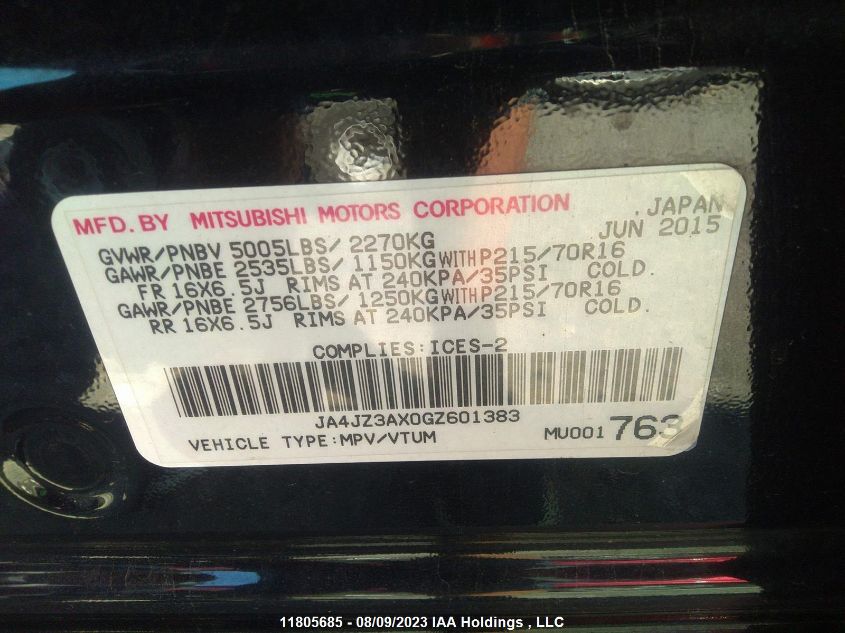 MFD. BY MITSUBISHI MOTORS CORPORATION , JAPAN
GVWR/PNBV 5005LBS/ 2270KG JUN 2015
GAWR/PNBE 2535LBS/ 1150KG WITH P215/70R16
FR 16X6.5J RIMS AT 240KPA/35PSI COLD.
GAWR/PNBE 2756LBS/ 1250KG WITH P215/70R16
RR 16X6.5J RIMS AT 240KPA/35PSI COLD.
COMPLIES:ICES-2
JA4JZ3AX0GZ601383
VEHICLE TYPE:MPV/VTUM MU001 763
11805685 - 08/09/2023 IAA Holdings , LLC